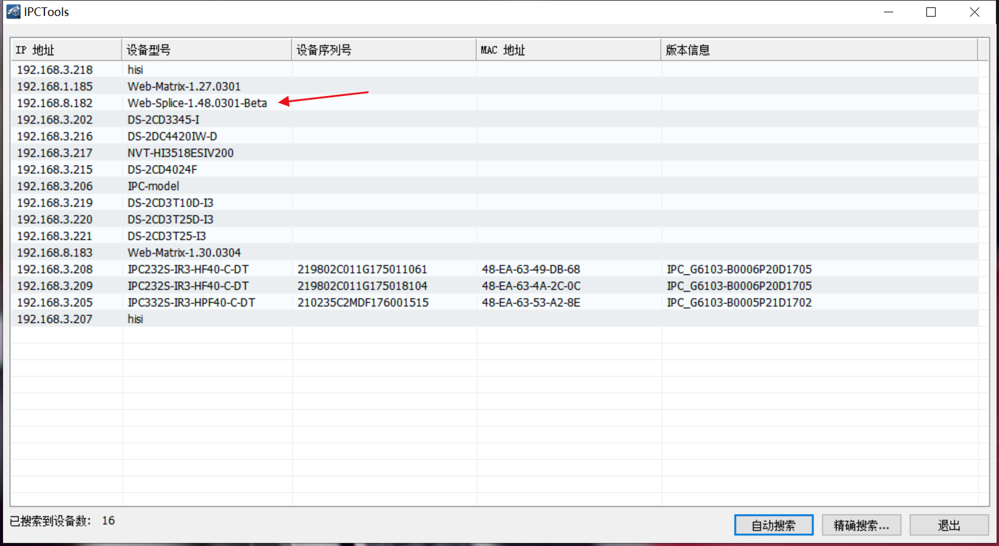 IPCTools
IP 地址 设备型号 设备序列号 MAC 地址 版本信息
192.168.3.218 hisi
192.168.1.185 Web-Matrix-1.27.0301
192.168.8.182 Web-Splice-1.48.0301-Beta
192.168.3.202 DS-2CD3345-I
192.168.3.216 DS-2DC4420IW-D
192.168.3.217 NVT-HI3518ESIV200
192.168.3.215 DS-2CD4024F
192.168.3.206 IPC-model
192.168.3.219 DS-2CD3T10D-I3
192.168.3.220 DS-2CD3T25D-I3
192.168.3.221 DS-2CD3T25-I3
192.168.8.183 Web-Matrix-1.30.0304
192.168.3.208 IPC232S-IR3-HF40-C-DT 219802C011G175011061 48-EA-63-49-DB-68 IPC_G6103-B0006P20D1705
192.168.3.209 IPC232S-IR3-HF40-C-DT 219802C011G175018104 48-EA-63-4A-2C-0C IPC_G6103-B0006P20D1705
192.168.3.205 IPC332S-IR3-HPF40-C-DT 210235C2MDF176001515 48-EA-63-53-A2-8E IPC_G6103-B0005P21D1702
192.168.3.207 hisi
已搜索到设备数: 16
自动搜索 精确搜索... 退出